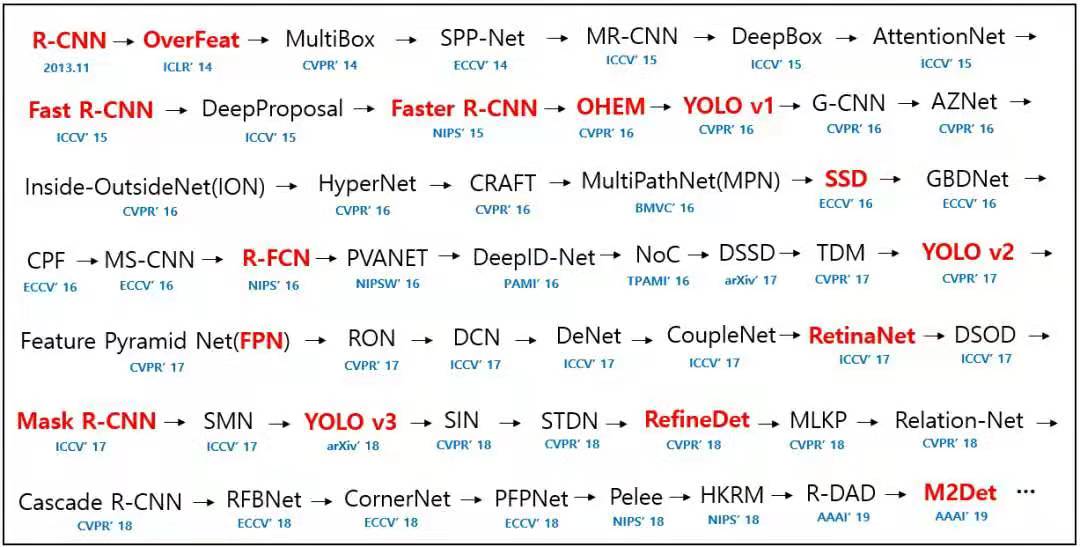 R-CNN → OverFeat → MultiBox → SPP-Net → MR-CNN → DeepBox → AttentionNet →
2013.11 ICLR' 14 CVPR' 14 ECCV' 14 ICCV' 15 ICCV' 15 ICCV' 15
Fast R-CNN → DeepProposal → Faster R-CNN → OHEM → YOLO v1 → G-CNN → AZNet →
ICCV' 15 ICCV' 15 NIPS' 15 CVPR' 16 CVPR' 16 CVPR' 16 CVPR' 16
Inside-OutsideNet(ION) → HyperNet → CRAFT → MultiPathNet(MPN) → SSD → GBDNet →
CVPR' 16 CVPR' 16 CVPR' 16 BMVC' 16 ECCV' 16 ECCV' 16
CPF → MS-CNN → R-FCN → PVANET → DeepID-Net → NoC → DSSD → TDM → YOLO v2 →
ECCV' 16 ECCV' 16 NIPS' 16 NIPSW' 16 PAMI' 16 TPAMI' 16 arXiv' 17 CVPR' 17 CVPR' 17
Feature Pyramid Net(FPN) → RON → DCN → DeNet → CoupleNet → RetinaNet → DSOD →
CVPR' 17 CVPR' 17 ICCV' 17 ICCV' 17 ICCV' 17 ICCV' 17 ICCV' 17
Mask R-CNN → SMN → YOLO v3 → SIN → STDN → RefineDet → MLKP → Relation-Net →
ICCV' 17 ICCV' 17 arXiv' 18 CVPR' 18 CVPR' 18 CVPR' 18 CVPR' 18 CVPR' 18
Cascade R-CNN → RFBNet → CornerNet → PFPNet → Pelee → HKRM → R-DAD → M2Det ⋯
CVPR' 18 ECCV' 18 ECCV' 18 ECCV' 18 NIPS' 18 NIPS' 18 AAAI' 19 AAAI' 19